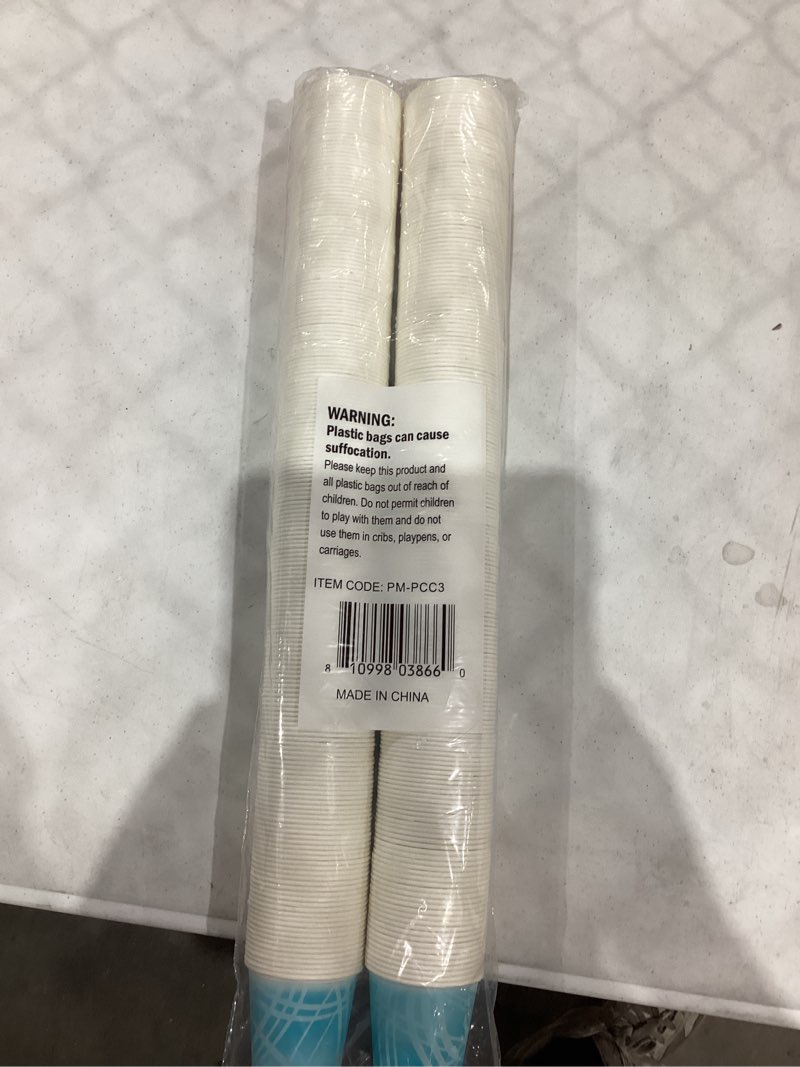 WARNING:
Plastic bags can cause
suffocation.
Please keep this product and
all plastic bags out of reach of
children. Do not permit children
to play with them and do not
use them in cribs, playpens, or
carriages.
ITEM CODE: PM-PCC3
8 10998 03866 0
MADE IN CHINA